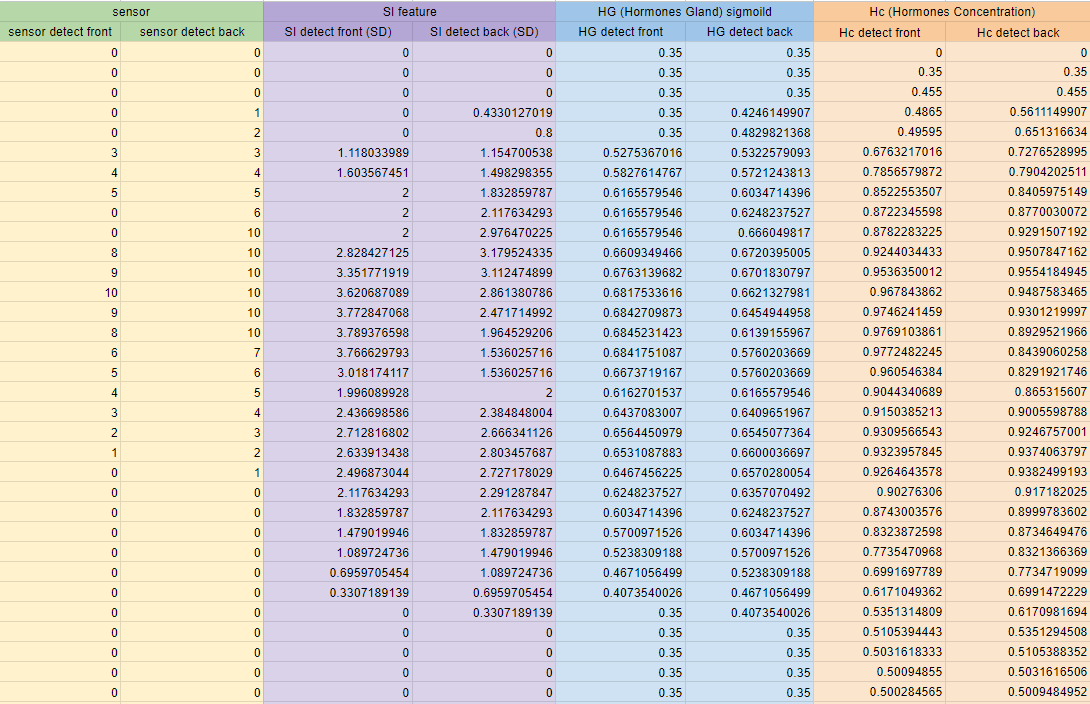 sensor SI feature HG (Hormones Gland) sigmoild Hc (Hormones Concentration)
sensor detect front sensor detect back SI detect front (SD) SI detect back (SD) HG detect front HG detect back Hc detect front Hc detect back
0 0 0 0 0.35 0.35 0 0
0 0 0 0 0.35 0.35 0.35 0.35
0 0 0 0 0.35 0.35 0.455 0.455
0 1 0 0.4330127019 0.35 0.4246149907 0.4865 0.5611149907
0 2 0 0.8 0.35 0.4829821368 0.49595 0.651316634
3 3 1.118033989 1.154700538 0.5275367016 0.5322579093 0.6763217016 0.7276528995
4 4 1.603567451 1.498298355 0.5827614767 0.5721243813 0.7856579872 0.7904202511
5 5 2 1.832859787 0.6165579546 0.6034714396 0.8522553507 0.8405975149
0 6 2 2.117634293 0.6165579546 0.6248237527 0.8722345598 0.8770030072
0 10 2 2.976470225 0.6165579546 0.666049817 0.8782283225 0.9291507192
8 10 2.828427125 3.179524335 0.6609349466 0.6720395005 0.9244034433 0.9507847162
9 10 3.351771919 3.112474899 0.6763139682 0.6701830797 0.9536350012 0.9554184945
10 10 3.620687089 2.861380786 0.6817533616 0.6621327981 0.967843862 0.9487583465
9 10 3.772847068 2.471714992 0.6842709873 0.6454944958 0.9746241459 0.9301219997
8 10 3.789376598 1.964529206 0.6845231423 0.6139155967 0.9769103861 0.8929521966
6 7 3.766629793 1.536025716 0.6841751087 0.5760203669 0.9772482245 0.8439060258
5 6 3.018174117 1.536025716 0.6673719167 0.5760203669 0.960546384 0.8291921746
4 5 1.996089928 2 0.6162701537 0.6165579546 0.9044340689 0.865315607
3 4 2.436698586 2.384848004 0.6437083007 0.6409651967 0.9150385213 0.9005598788
2 3 2.712816802 2.666341126 0.6564450979 0.6545077364 0.9309566543 0.9246757001
1 2 2.633913438 2.803457687 0.6531087883 0.6600036697 0.9323957845 0.9374063797
0 1 2.496873044 2.727178029 0.6467456225 0.6570280054 0.9264643578 0.9382499193
0 0 2.117634293 2.291287847 0.6248237527 0.6357070492 0.90276306 0.917182025
0 0 1.832859787 2.117634293 0.6034714396 0.6248237527 0.8743003576 0.8999783602
0 0 1.479019946 1.832859787 0.5700971526 0.6034714396 0.8323872598 0.8734649476
0 0 1.089724736 1.479019946 0.5238309188 0.5700971526 0.7735470968 0.8321366369
0 0 0.6959705454 1.089724736 0.4671056499 0.5238309188 0.6991697789 0.7734719099
0 0 0.3307189139 0.6959705454 0.4073540026 0.4671056499 0.6171049362 0.6991472229
0 0 0 0.3307189139 0.35 0.4073540026 0.5351314809 0.6170981694
0 0 0 0 0.35 0.35 0.5105394443 0.5351294508
0 0 0 0 0.35 0.35 0.5031618333 0.5105388352
0 0 0 0 0.35 0.35 0.50094855 0.5031616506
0 0 0 0 0.35 0.35 0.500284565 0.5009484952